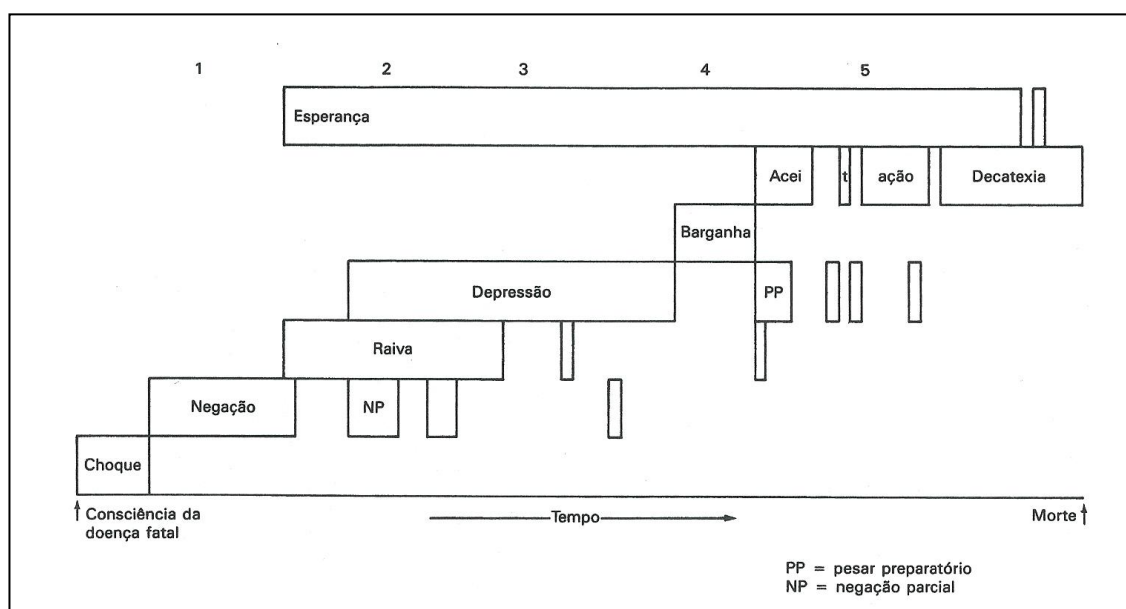 1 2 3 4 5
Esperança
Acei t ação Decatexia
Barganha
Depressão PP
Raiva
Negação NP
Choque
Consciência da
doença fatal
Tempo
Morte
PP = pesar preparatório
NP = negação parcial